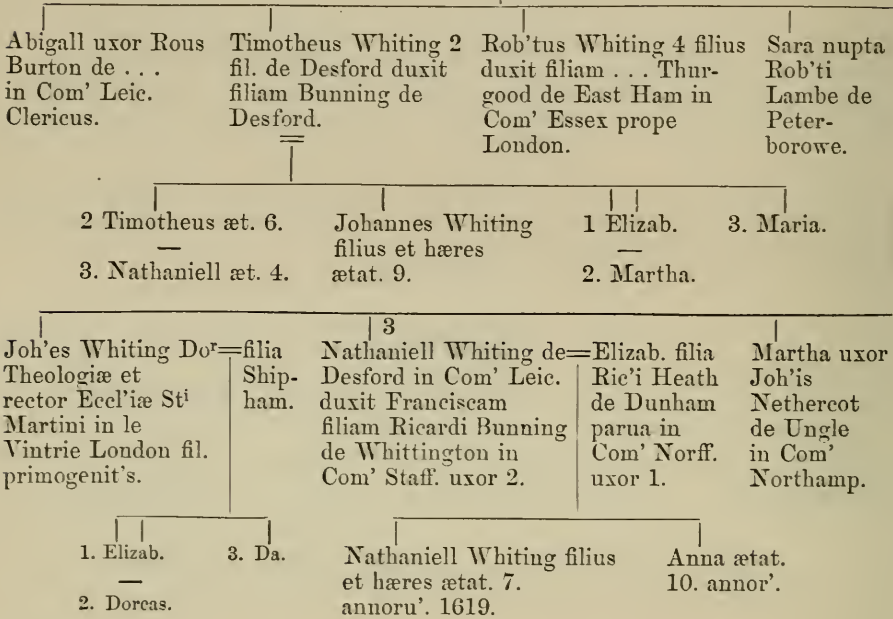 Abigall uxor Rous
Burton de . . .
in Com' Leic.
Clericus.
Timotheus Whiting 2
fil. de Desford duxit
filiam Bunning de
Desford.
Rob'tus Whiting 4 filius
duxit filiam . . . Thur-
good de East Ham in
Com' Essex prope
London.
Sara nupta
Rob'ti
Lambe de
Peter-
borowe.
2 Timotheus æt. 6.
—
3. Nathaniell æt. 4.
Johannes Whiting
filius et hæres
ætat. 9.
1 Elizab.
—
2. Martha.
3. Maria.
Joh'es Whiting Doʳ
Theologiæ et
rector Eccl'iæ Stⁱ
Martini in le
Vintrie London fil.
primogenit's.
=filia
Ship-
ham.
3
Nathaniell Whiting de
Desford in Com' Leic.
duxit Franciscam
filiam Ricardi Bunning
de Whittington in
Com' Staff. uxor 2.
=Elizab. filia
Ric'i Heath
de Dunham
parua in
Com' Norff.
uxor 1.
Martha uxor
Joh'is
Nethercot
de Ungle
in Com'
Northamp.
1. Elizab.
—
2. Dorcas.
3. Da.
Nathaniell Whiting filius
et hæres ætat. 7.
annoru'. 1619.
Anna ætat.
10. annor'.